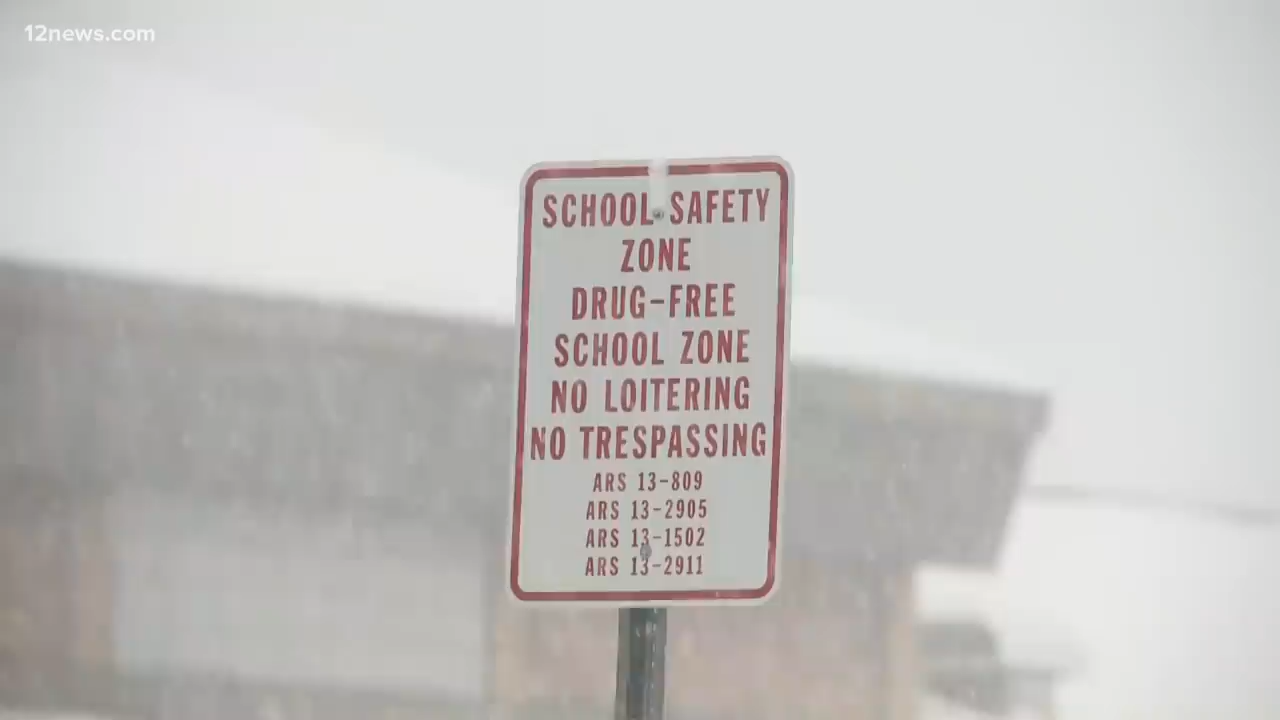 12news.com
SCHOOL SAFETY
ZONE
DRUG-FREE
SCHOOL ZONE
NO LOITERING
NO TRESPASSING
ARS 13-809
ARS 13-2905
ARS 13-1502
ARS 13-2911